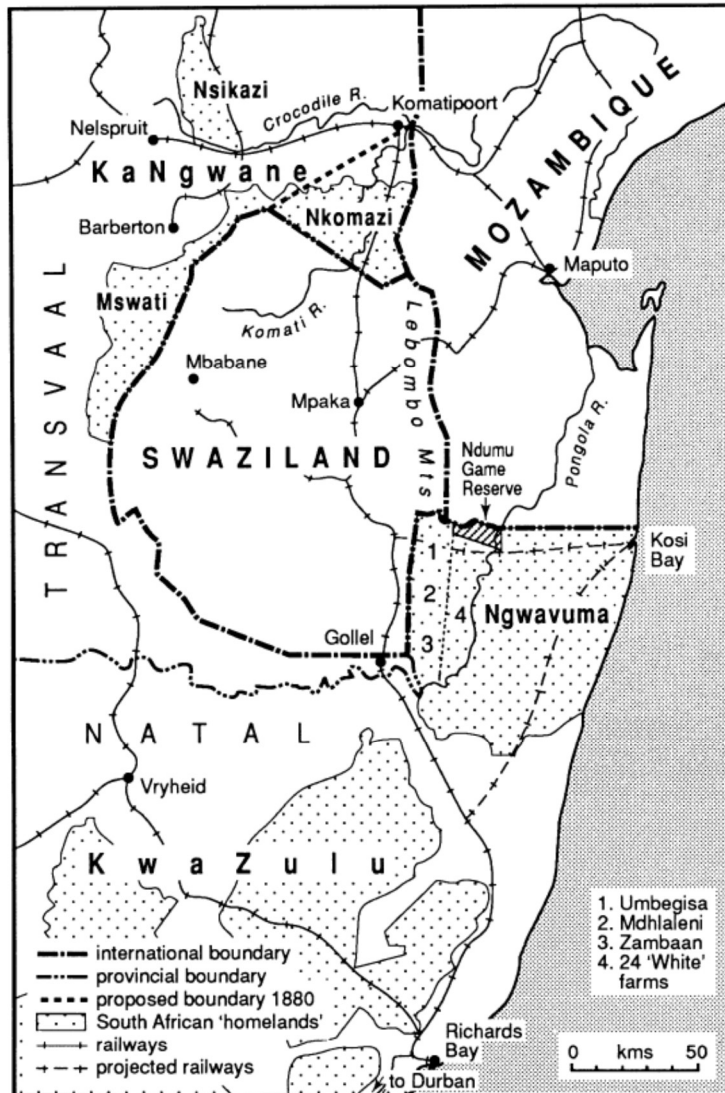 Nsikazi
Crocodile R.
Komatipoort
Nelspruit
KaNgwane
MOZAMBIQUE
Nkomazi
Barberton
Maputo
Mswati
Komati R.
Lebombo Mts
TRANSVAAL
Mbabane
Mpaka
SWAZILAND
Ndumu
Game
Reserve
Pongola R.
Kosi
Bay
1
2
3
4
Ngwavuma
Gollel
NATAL
Vryheid
KwaZulu
1. Umbegisa
2. Mdhlaleni
3. Zambaan
4. 24 'White'
farms
international boundary
provincial boundary
proposed boundary 1880
South African 'homelands'
railways
projected railways
Richards
Bay
to Durban
0 kms 50